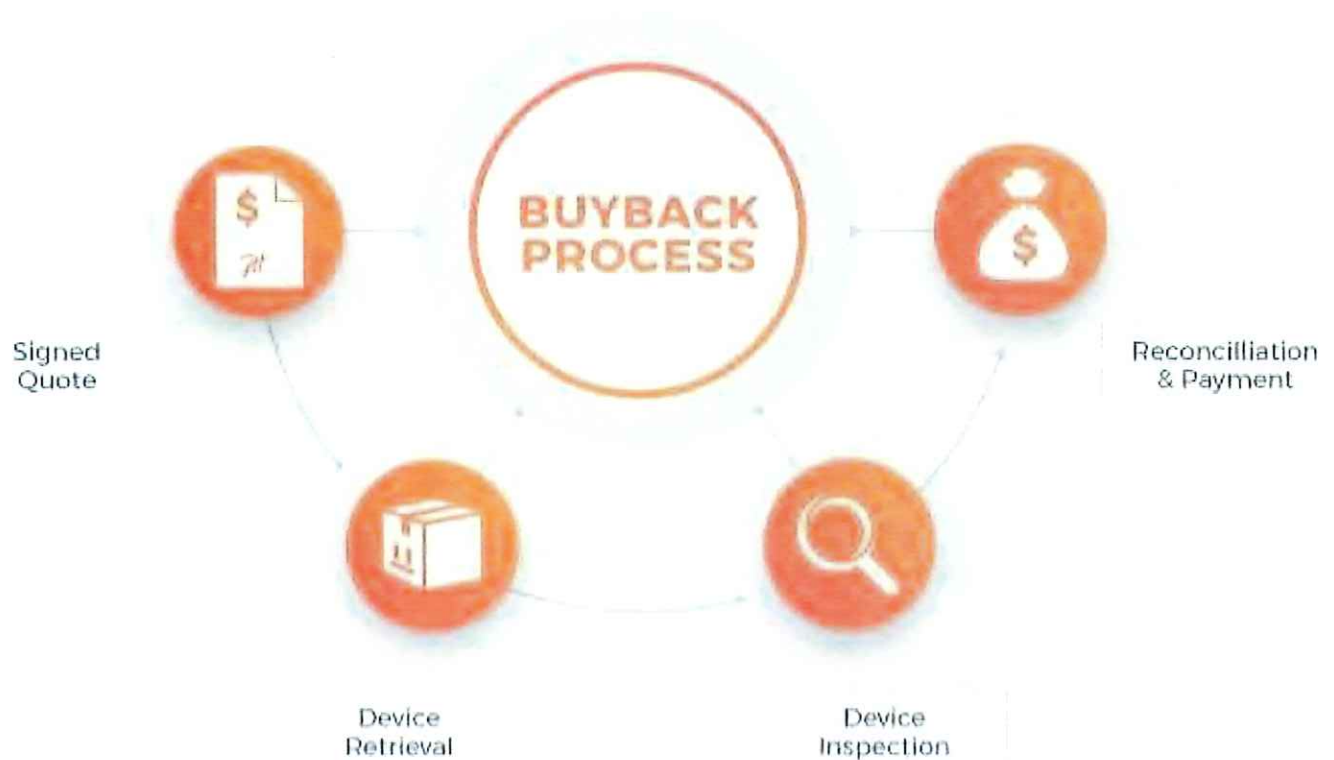 BUYBACK
PROCESS
$
$
Signed
Quote
Reconcilliation
& Payment
Device
Retrieval
Device
Inspection